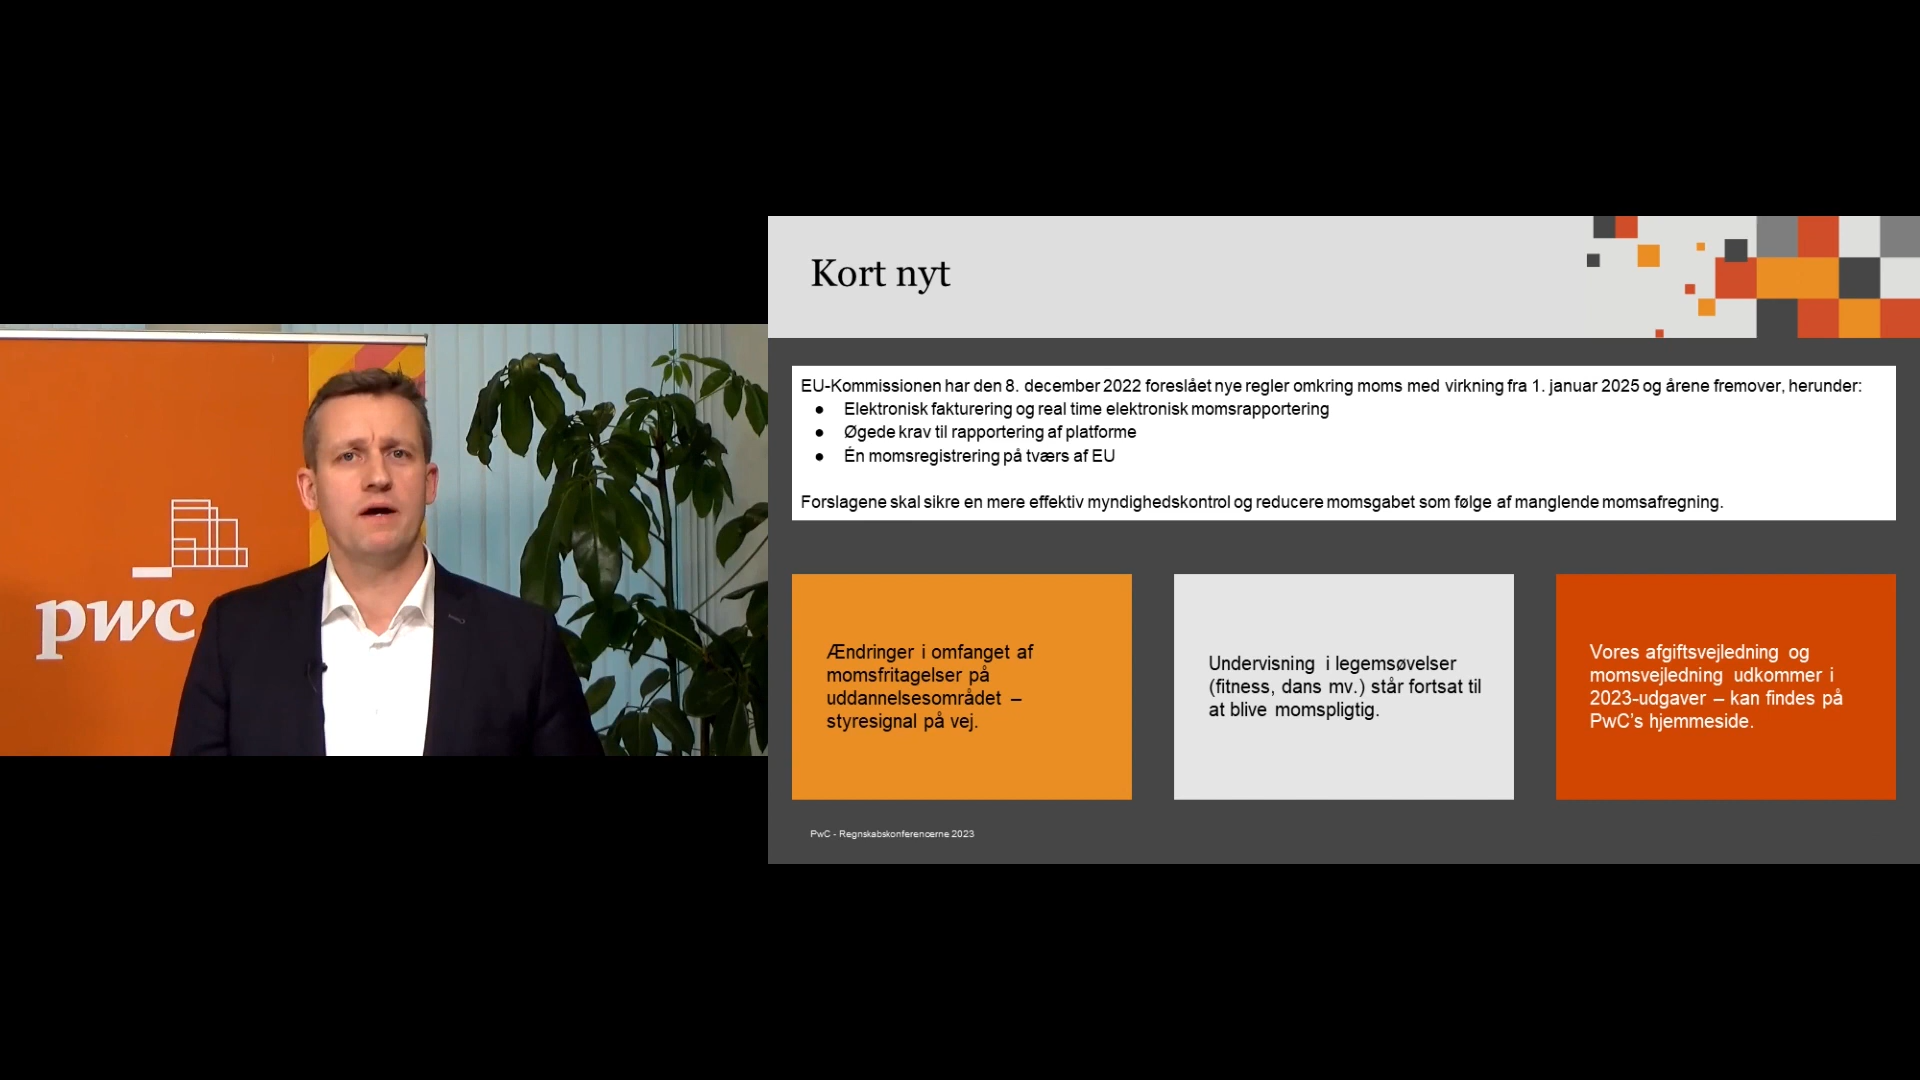 pwc
Kort nyt
EU-Kommissionen har den 8. december 2022 foreslået nye regler omkring moms med virkning fra 1. januar 2025 og årene fremover, herunder:
● Elektronisk fakturering og real time elektronisk momsrapportering
● Øgede krav til rapportering af platforme
● Én momsregistrering på tværs af EU
Forslagene skal sikre en mere effektiv myndighedskontrol og reducere momsgabet som følge af manglende momsafregning.
Ændringer i omfanget af
momsfritagelser på
uddannelsesområdet –
styresignal på vej.
Undervisning i legemsøvelser
(fitness, dans mv.) står fortsat til
at blive momspligtig.
Vores afgiftsvejledning og
momsvejledning udkommer i
2023-udgaver – kan findes på
PwC’s hjemmeside.
PwC - Regnskabskonferencerne 2023